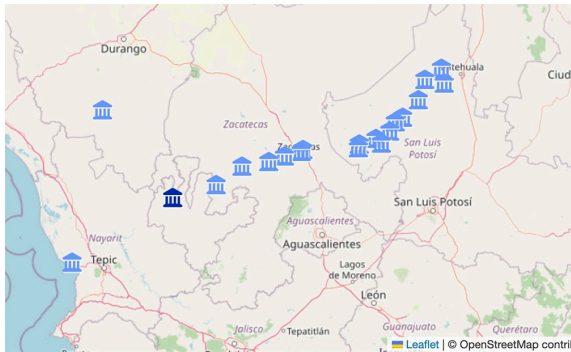 Durango
Matehuala
Ciud
Zacatecas
Zacatecas
San Luis
Potosí
San Luis Potosí
Nayarit
Tepic
Aguascalientes
Aguascalientes
Lagos
de Moreno
León
Jalisco
Tepatitlán
Guanajuato
Querétaro
Leaflet | © OpenStreetMap contri